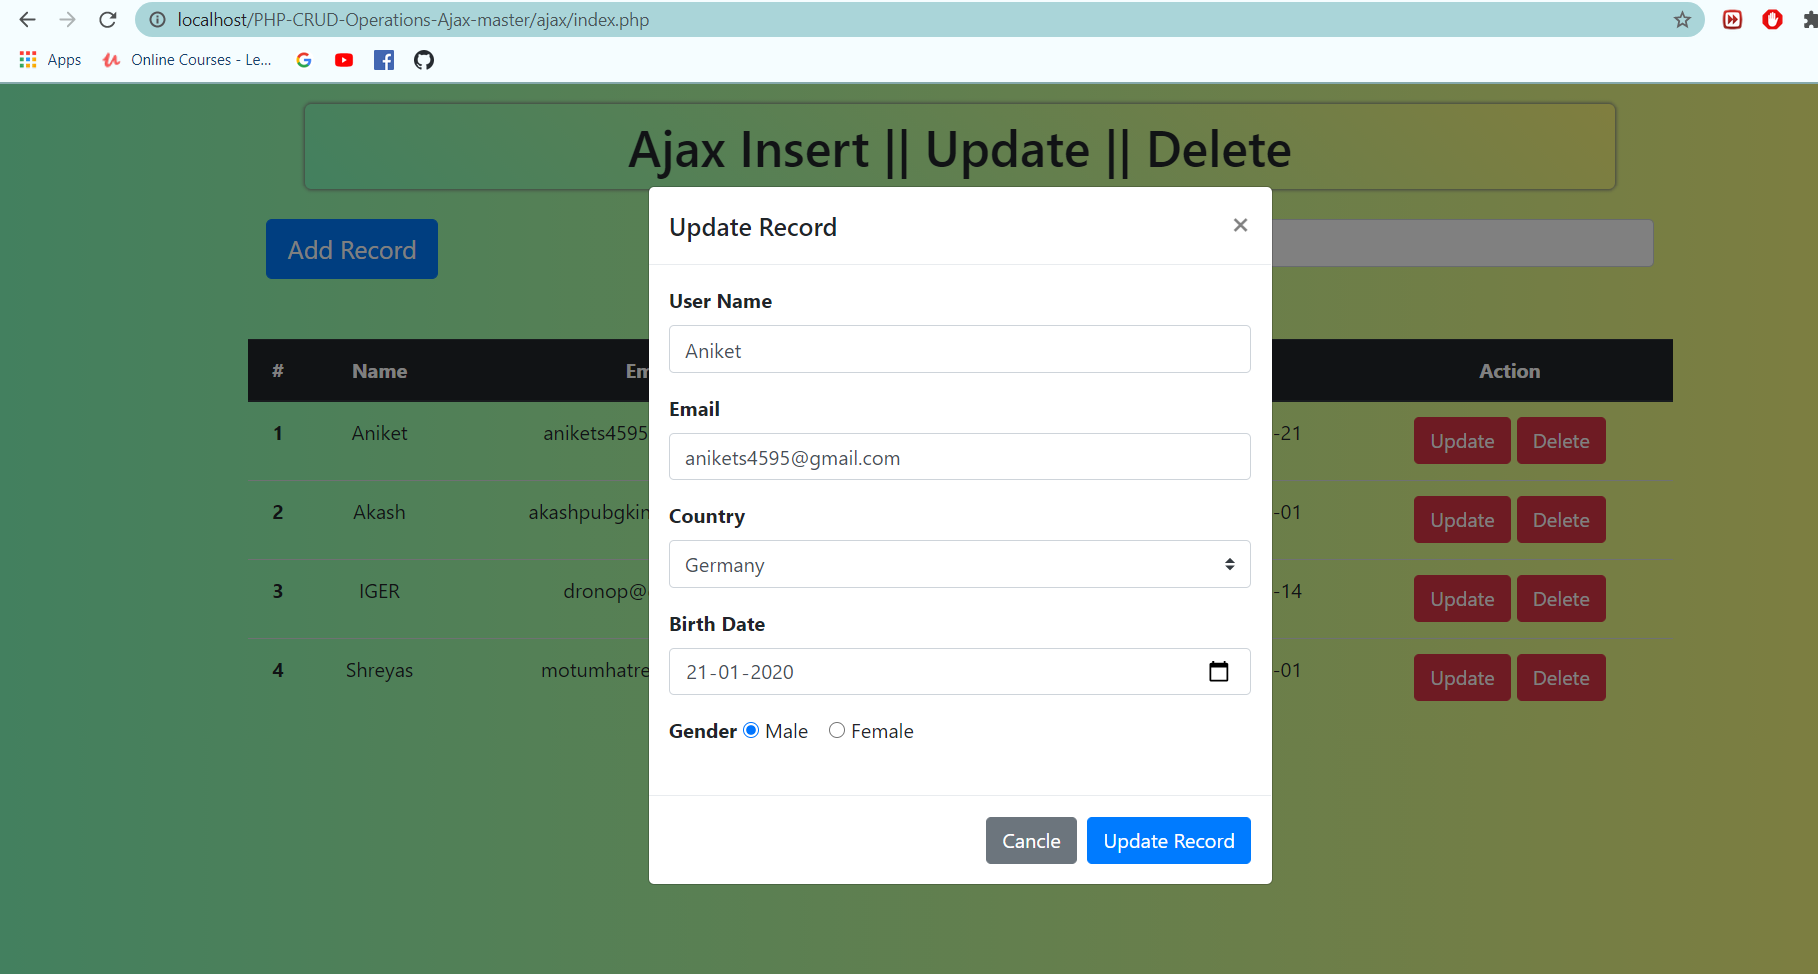 localhost/PHP-CRUD-Operations-Ajax-master/ajax/index.php
Apps Online Courses - Le...
Ajax Insert || Update || Delete
Add Record
Update Record ×
User Name
Aniket
Email
anikets4595@gmail.com
Country
Germany
Birth Date
21-01-2020
Gender Male Female
Cancle Update Record
# Name Em Action
1 Aniket anikets4595 -21 Update Delete
2 Akash akashpubgkin -01 Update Delete
3 IGER dronop@ -14 Update Delete
4 Shreyas motumhatre -01 Update Delete